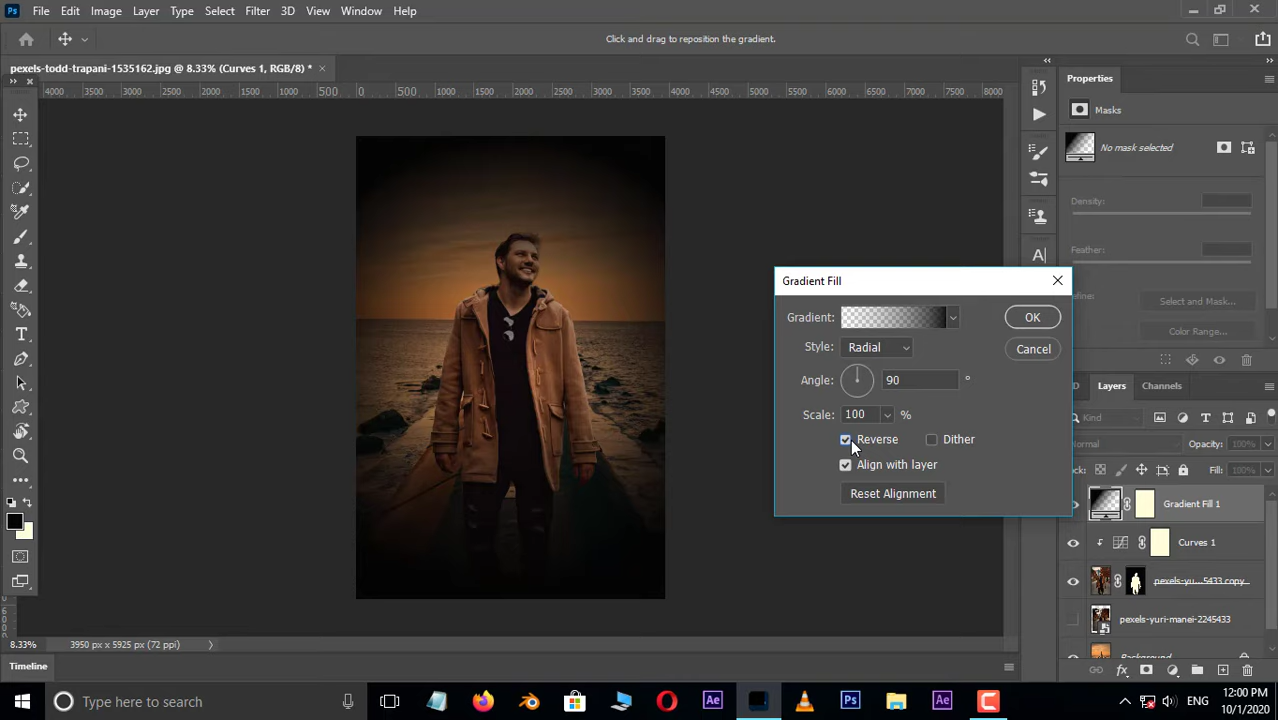 Ps File Edit Image Layer Type Select Filter 3D View Window Help
Click and drag to reposition the gradient.
pexels-todd-trapani-1535162.jpg @ 8.33% (Curves 1, RGB/8) *
4000 3500 3000 2500 2000 1500 1000 500 0 500 1000 1500 2000 2500 3000 3500 4000 4500 5000 5500 6000 6500 7000 7500 8000
Properties
Masks
No mask selected
Density:
Feather:
Refine:
Select and Mask...
Color Range...
Gradient Fill
Gradient:
OK
Style: Radial
Cancel
Angle: 90 °
Scale: 100 %
Reverse Dither
Align with layer
Reset Alignment
Layers Channels
Kind
Normal Opacity: 100%
Fill: 100%
Gradient Fill 1
Curves 1
pexels-yu...5433 copy
pexels-yuri-manei-2245433
Background
8.33% 3950 px x 5925 px (72 ppi)
Timeline
Type here to search
Ae
Ps
Ae
ENG
12:00 PM
10/1/2020